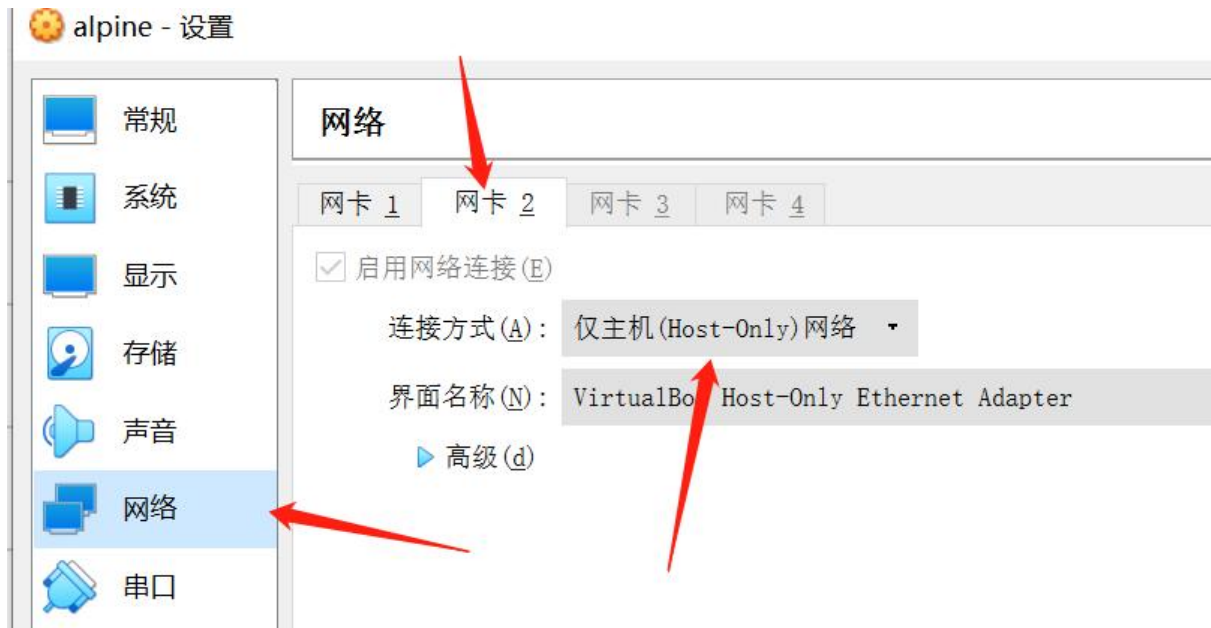 alpine - 设置
常规
系统
显示
存储
声音
网络
串口
网络
网卡 1 网卡 2 网卡 3 网卡 4
启用网络连接(E)
连接方式(A): 仅主机(Host-Only)网络
界面名称(N): VirtualBo Host-Only Ethernet Adapter
高级(d)